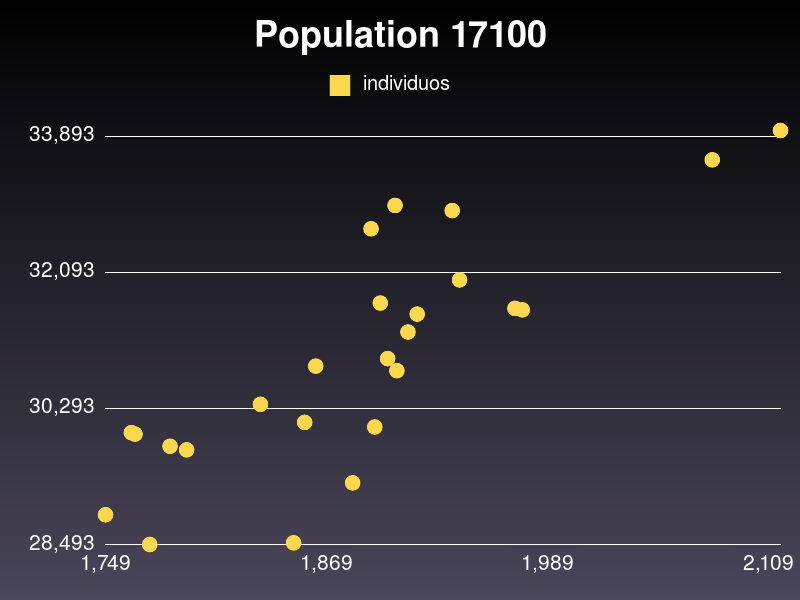 Population 17100
individuos
33,893
32,093
30,293
28,493
1,749 1,869 1,989 2,109